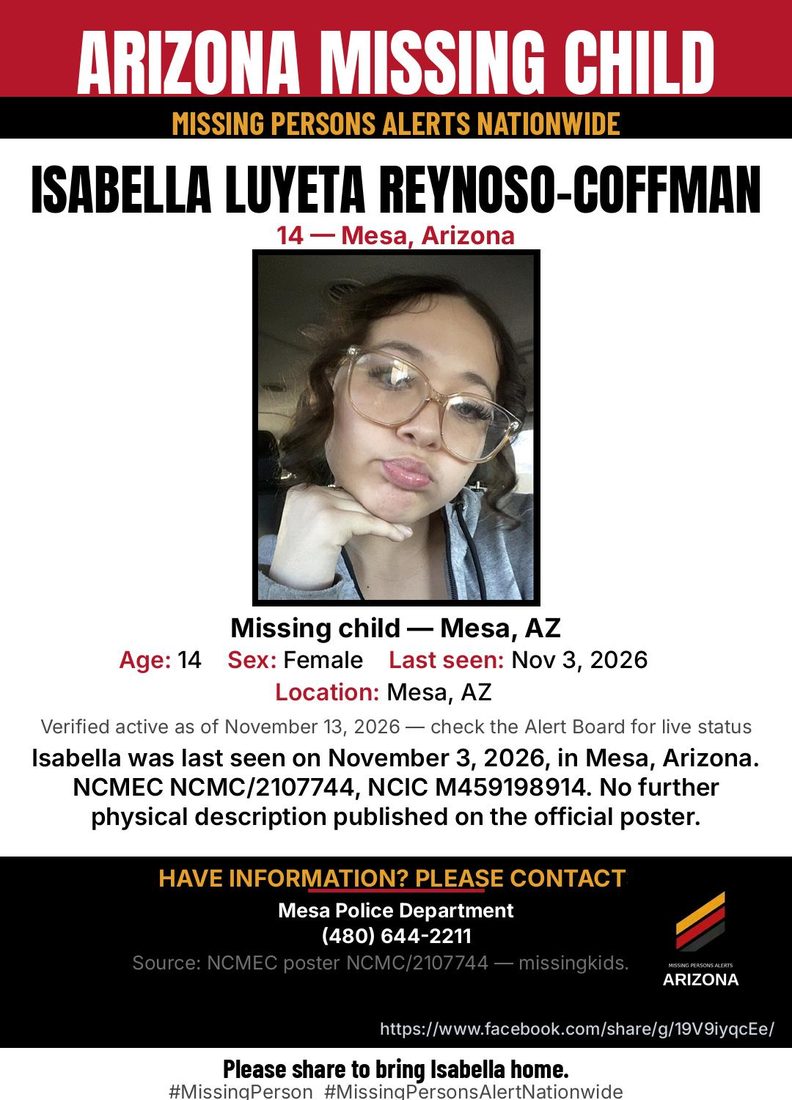 ARIZONA MISSING CHILD
MISSING PERSONS ALERTS NATIONWIDE
ISABELLA LUYETA REYNOSO-COFFMAN
14 — Mesa, Arizona
Missing child — Mesa, AZ
Age: 14 Sex: Female Last seen: Nov 3, 2026
Location: Mesa, AZ
Verified active as of November 13, 2026 — check the Alert Board for live status
Isabella was last seen on November 3, 2026, in Mesa, Arizona.
NCMEC NCMC/2107744, NCIC M459198914. No further
physical description published on the official poster.
HAVE INFORMATION? PLEASE CONTACT
Mesa Police Department
(480) 644-2211
Source: NCMEC poster NCMC/2107744 — missingkids.
MISSING PERSONS ALERTS
ARIZONA
https://www.facebook.com/share/g/19V9iyqcEe/
Please share to bring Isabella home.
#MissingPerson #MissingPersonsAlertNationwide